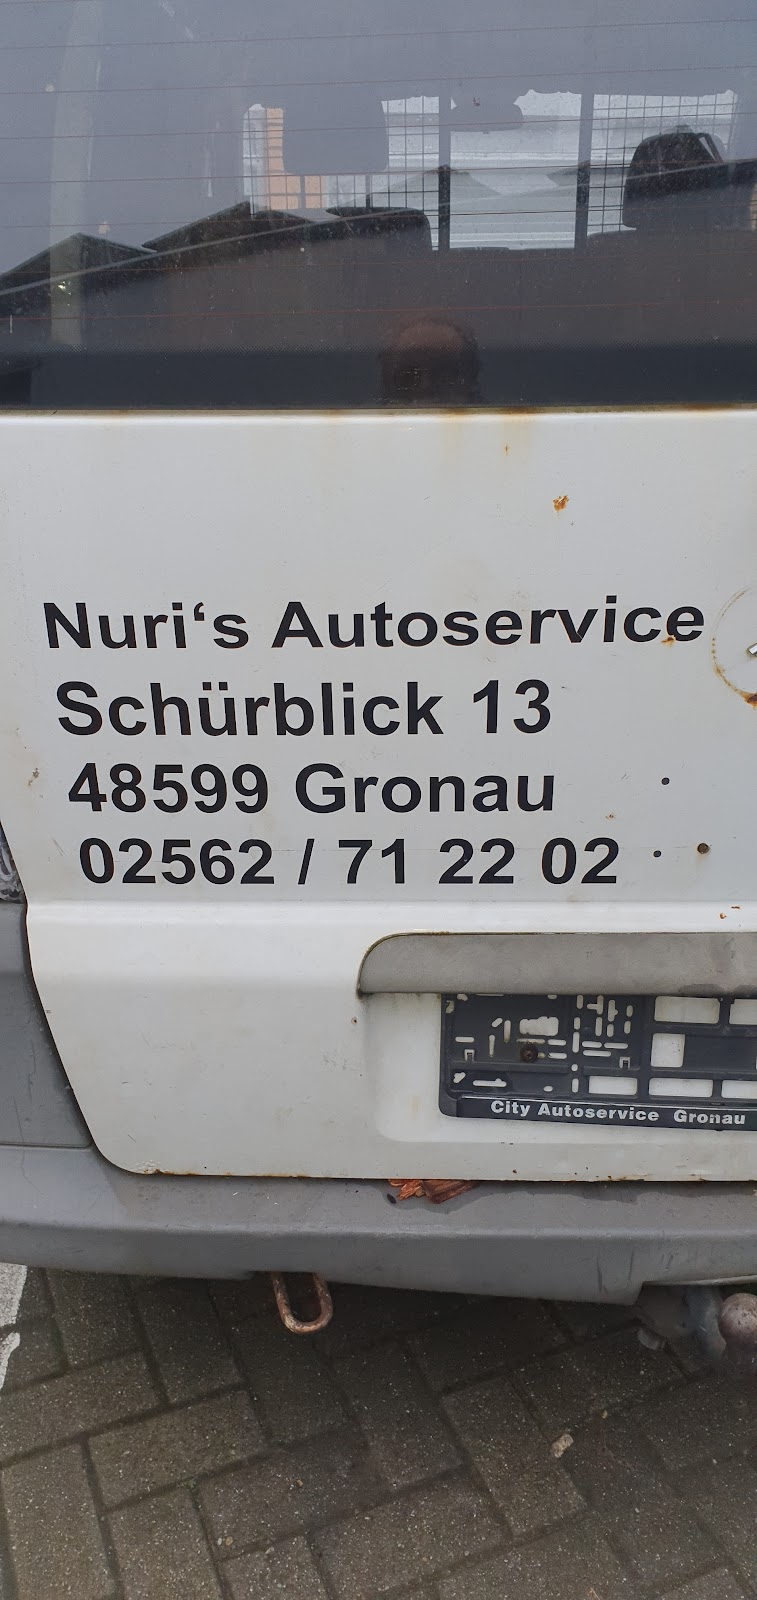 Nuri‘s Autoservice
Schürblick 13
48599 Gronau
02562 / 71 22 02
City Autoservice Gronau